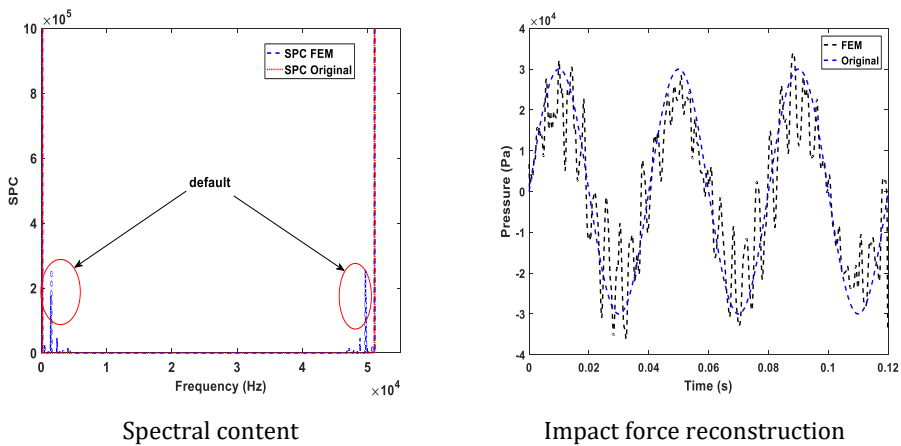 ×10^5
10
8
6
4
2
0
SPC
SPC FEM
SPC Original
default
0
1
2
3
4
5
×10^4
Frequency (Hz)
Spectral content
×10^4
4
3
2
1
0
-1
-2
-3
-4
Pressure (Pa)
FEM
Original
0
0.02
0.04
0.06
0.08
0.1
0.12
Time (s)
Impact force reconstruction